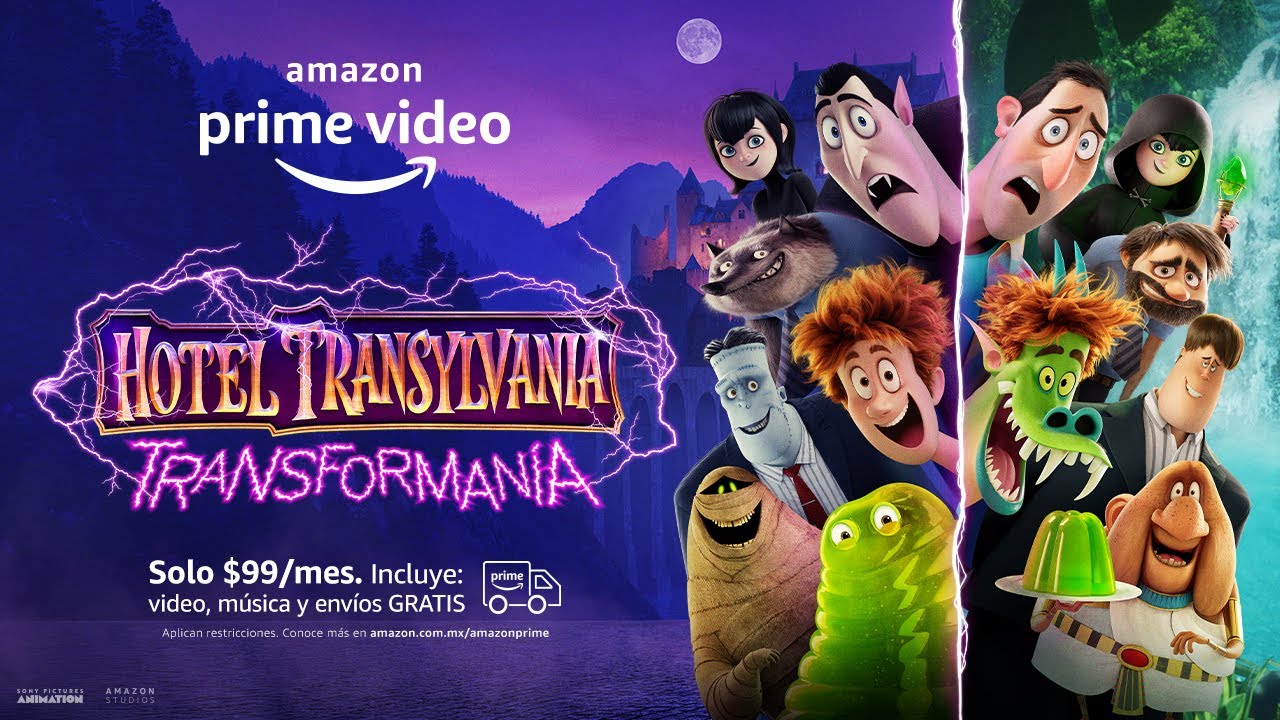 amazon
prime video
HOTEL TRANSYLVANIA
TRANSFORMANÍA
Solo $99/mes. Incluye:
video, música y envíos GRATIS
prime
Aplican restricciones. Conoce más en amazon.com.mx/amazonprime
SONY PICTURES
ANIMATION
AMAZON
STUDIOS